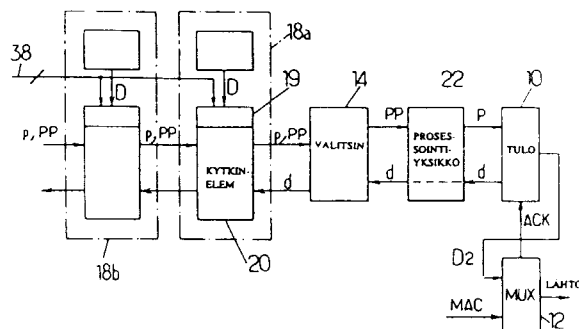 38
18a
D
D
19
14
22
10
p, PP
p, PP
p, PP
PP
P
KYTKIN-
ELEM
VALITSIN
PROSES-
SOINTI-
YKSIKKO
TULO
d
d
d
ACK
18b
20
D2
MUX
LÄHTÖ
MAC
12